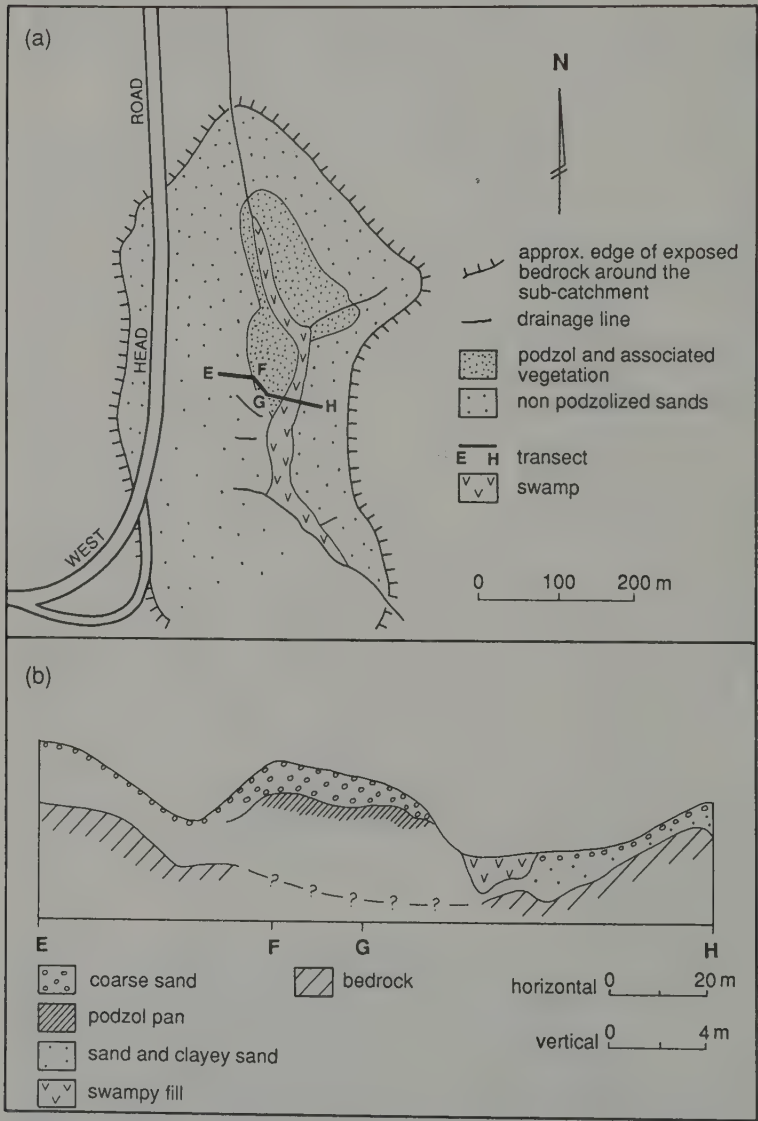 (a)
N
ROAD
HEAD
WEST
E
F
G
H
approx. edge of exposed
bedrock around the
sub-catchment
drainage line
podzol and associated
vegetation
non podzolized sands
E H transect
swamp
0 100 200 m
(b)
? ? ? ? ?
E F G H
coarse sand
bedrock
podzol pan
sand and clayey sand
swampy fill
horizontal 0 20 m
vertical 0 4 m